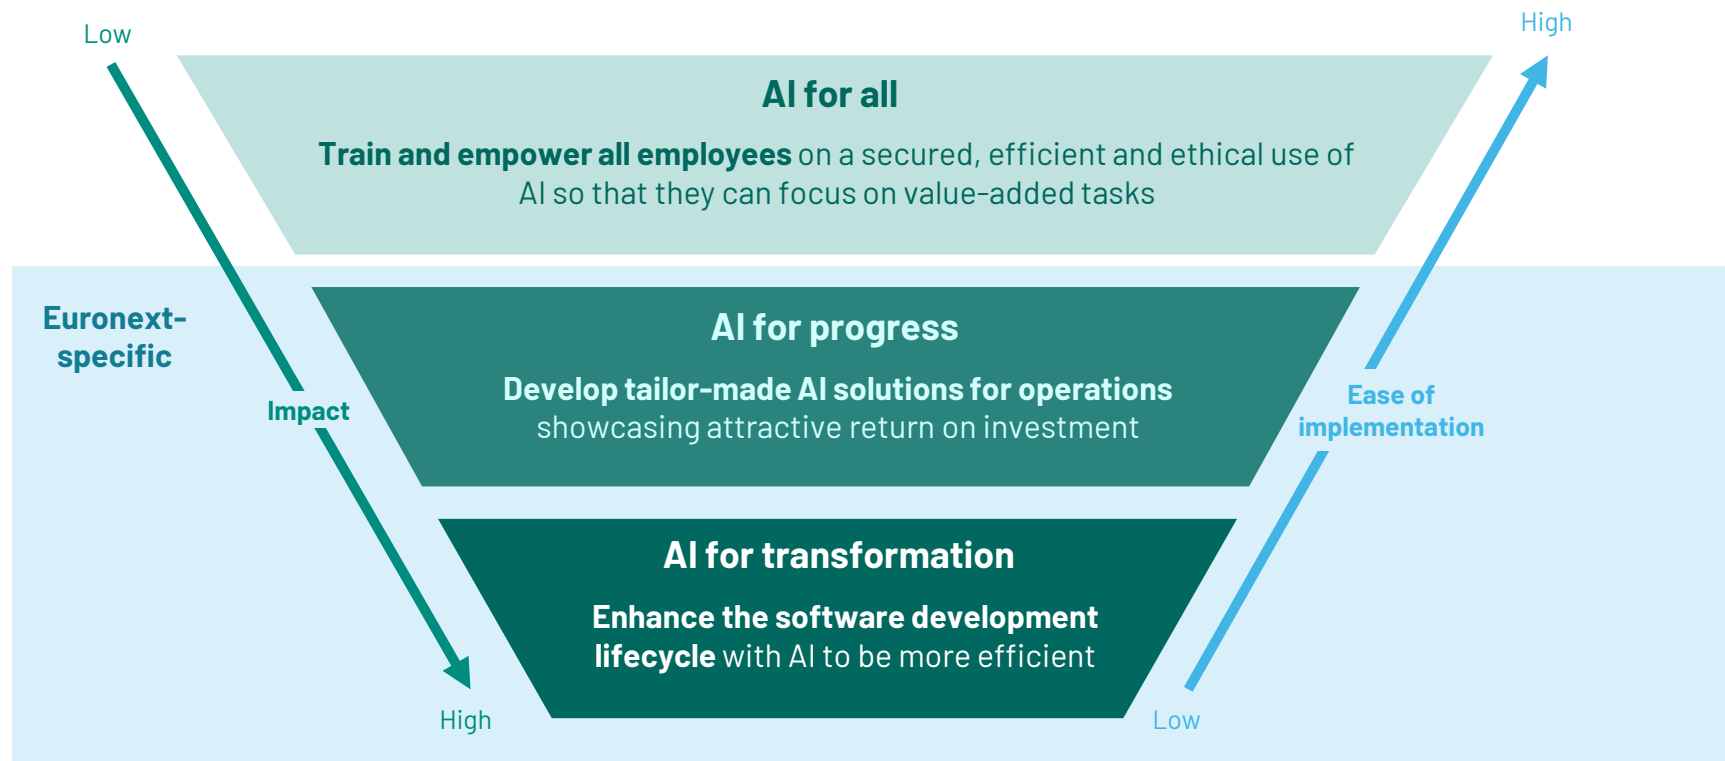 Low
High
AI for all
Train and empower all employees on a secured, efficient and ethical use of
AI so that they can focus on value-added tasks
Euronext-
specific
AI for progress
Develop tailor-made AI solutions for operations
showcasing attractive return on investment
Impact
Ease of
implementation
AI for transformation
Enhance the software development
lifecycle with AI to be more efficient
High
Low